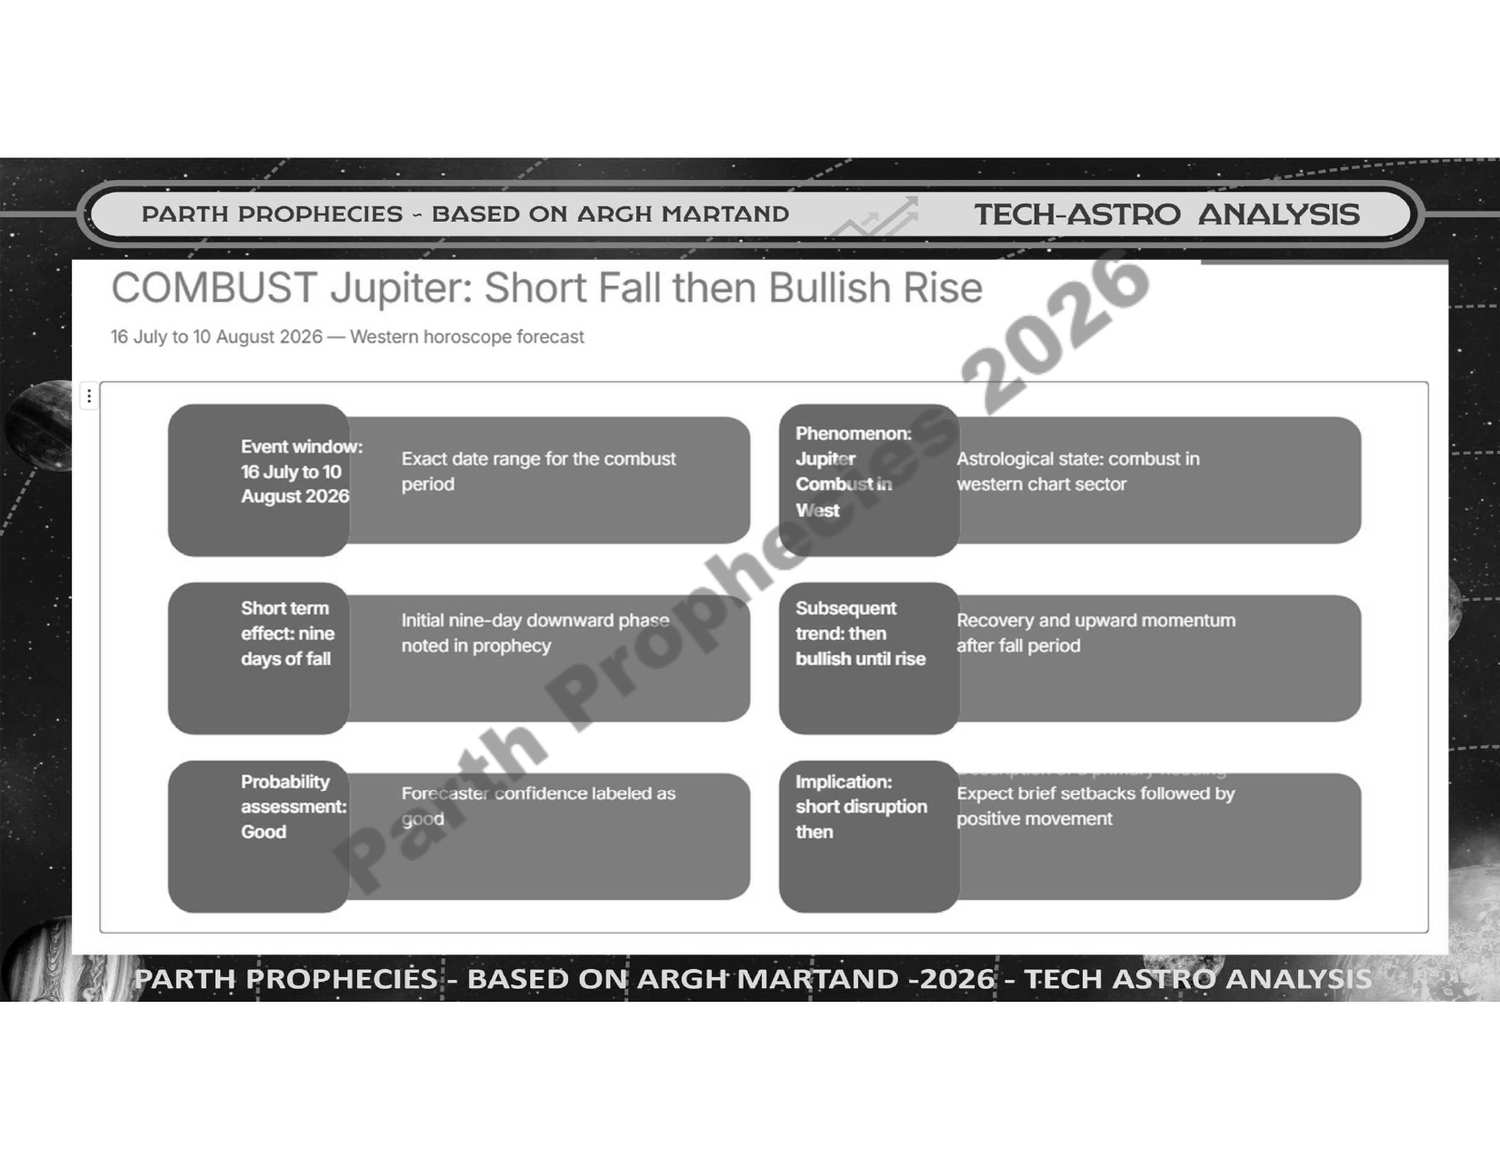 PARTH PROPHECIES ~ BASED ON ARGH MARTAND
TECH-ASTRO ANALYSIS
COMBUST Jupiter: Short Fall then Bullish Rise
16 July to 10 August 2026 — Western horoscope forecast
Event window:
16 July to 10
August 2026
Exact date range for the combust
period
Phenomenon:
Jupiter
Combust in
West
Astrological state: combust in
western chart sector
Short term
effect: nine
days of fall
Initial nine-day downward phase
noted in prophecy
Subsequent
trend: then
bullish until rise
Recovery and upward momentum
after fall period
Probability
assessment:
Good
Forecaster confidence labeled as
good
Implication:
short disruption
then
Expect brief setbacks followed by
positive movement
Parth Prophecies 2026
PARTH PROPHECIES - BASED ON ARGH MARTAND -2026 - TECH ASTRO ANALYSIS